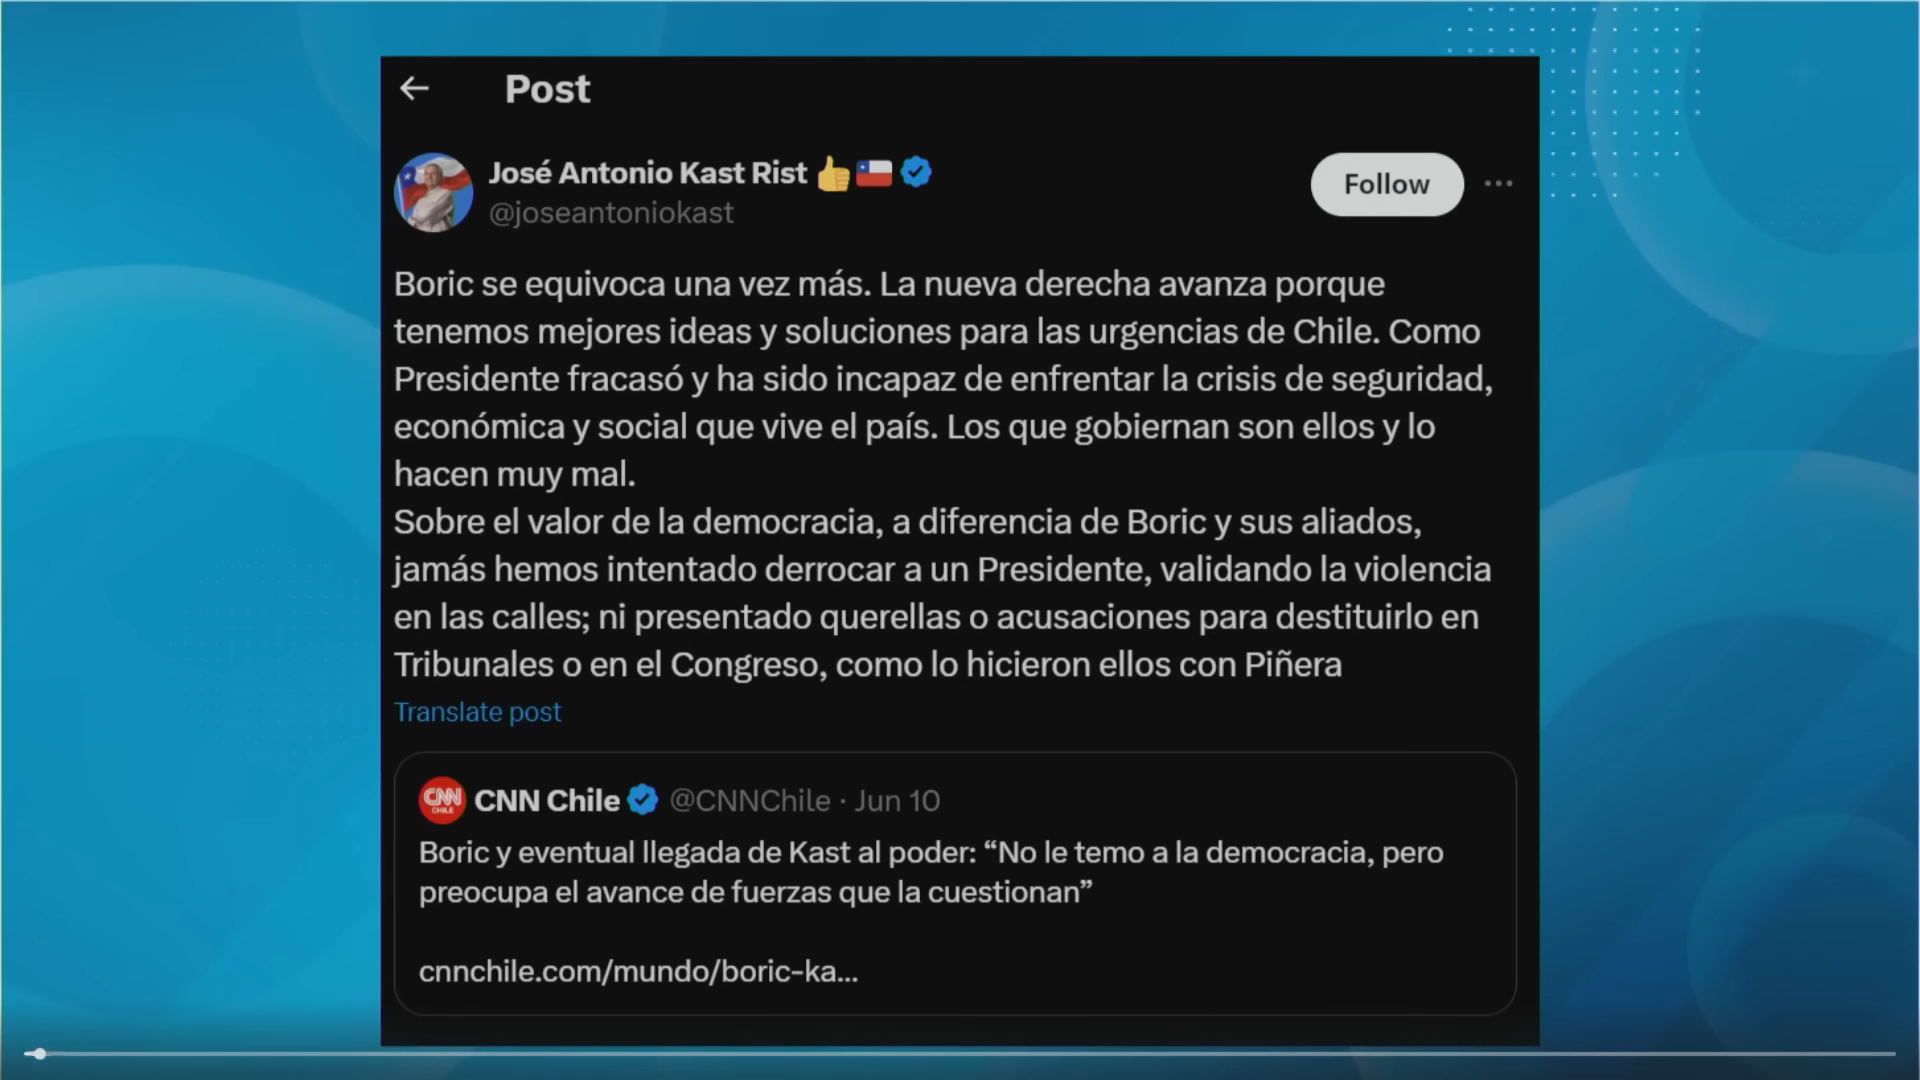 Post
José Antonio Kast Rist 👍🇨🇱
@joseantoniokast
Follow
Boric se equivoca una vez más. La nueva derecha avanza porque
tenemos mejores ideas y soluciones para las urgencias de Chile. Como
Presidente fracasó y ha sido incapaz de enfrentar la crisis de seguridad,
económica y social que vive el país. Los que gobiernan son ellos y lo
hacen muy mal.
Sobre el valor de la democracia, a diferencia de Boric y sus aliados,
jamás hemos intentado derrocar a un Presidente, validando la violencia
en las calles; ni presentado querellas o acusaciones para destituirlo en
Tribunales o en el Congreso, como lo hicieron ellos con Piñera
Translate post
CNN CHILE
CNN Chile @CNNChile · Jun 10
Boric y eventual llegada de Kast al poder: “No le temo a la democracia, pero
preocupa el avance de fuerzas que la cuestionan”
cnnchile.com/mundo/boric-ka...